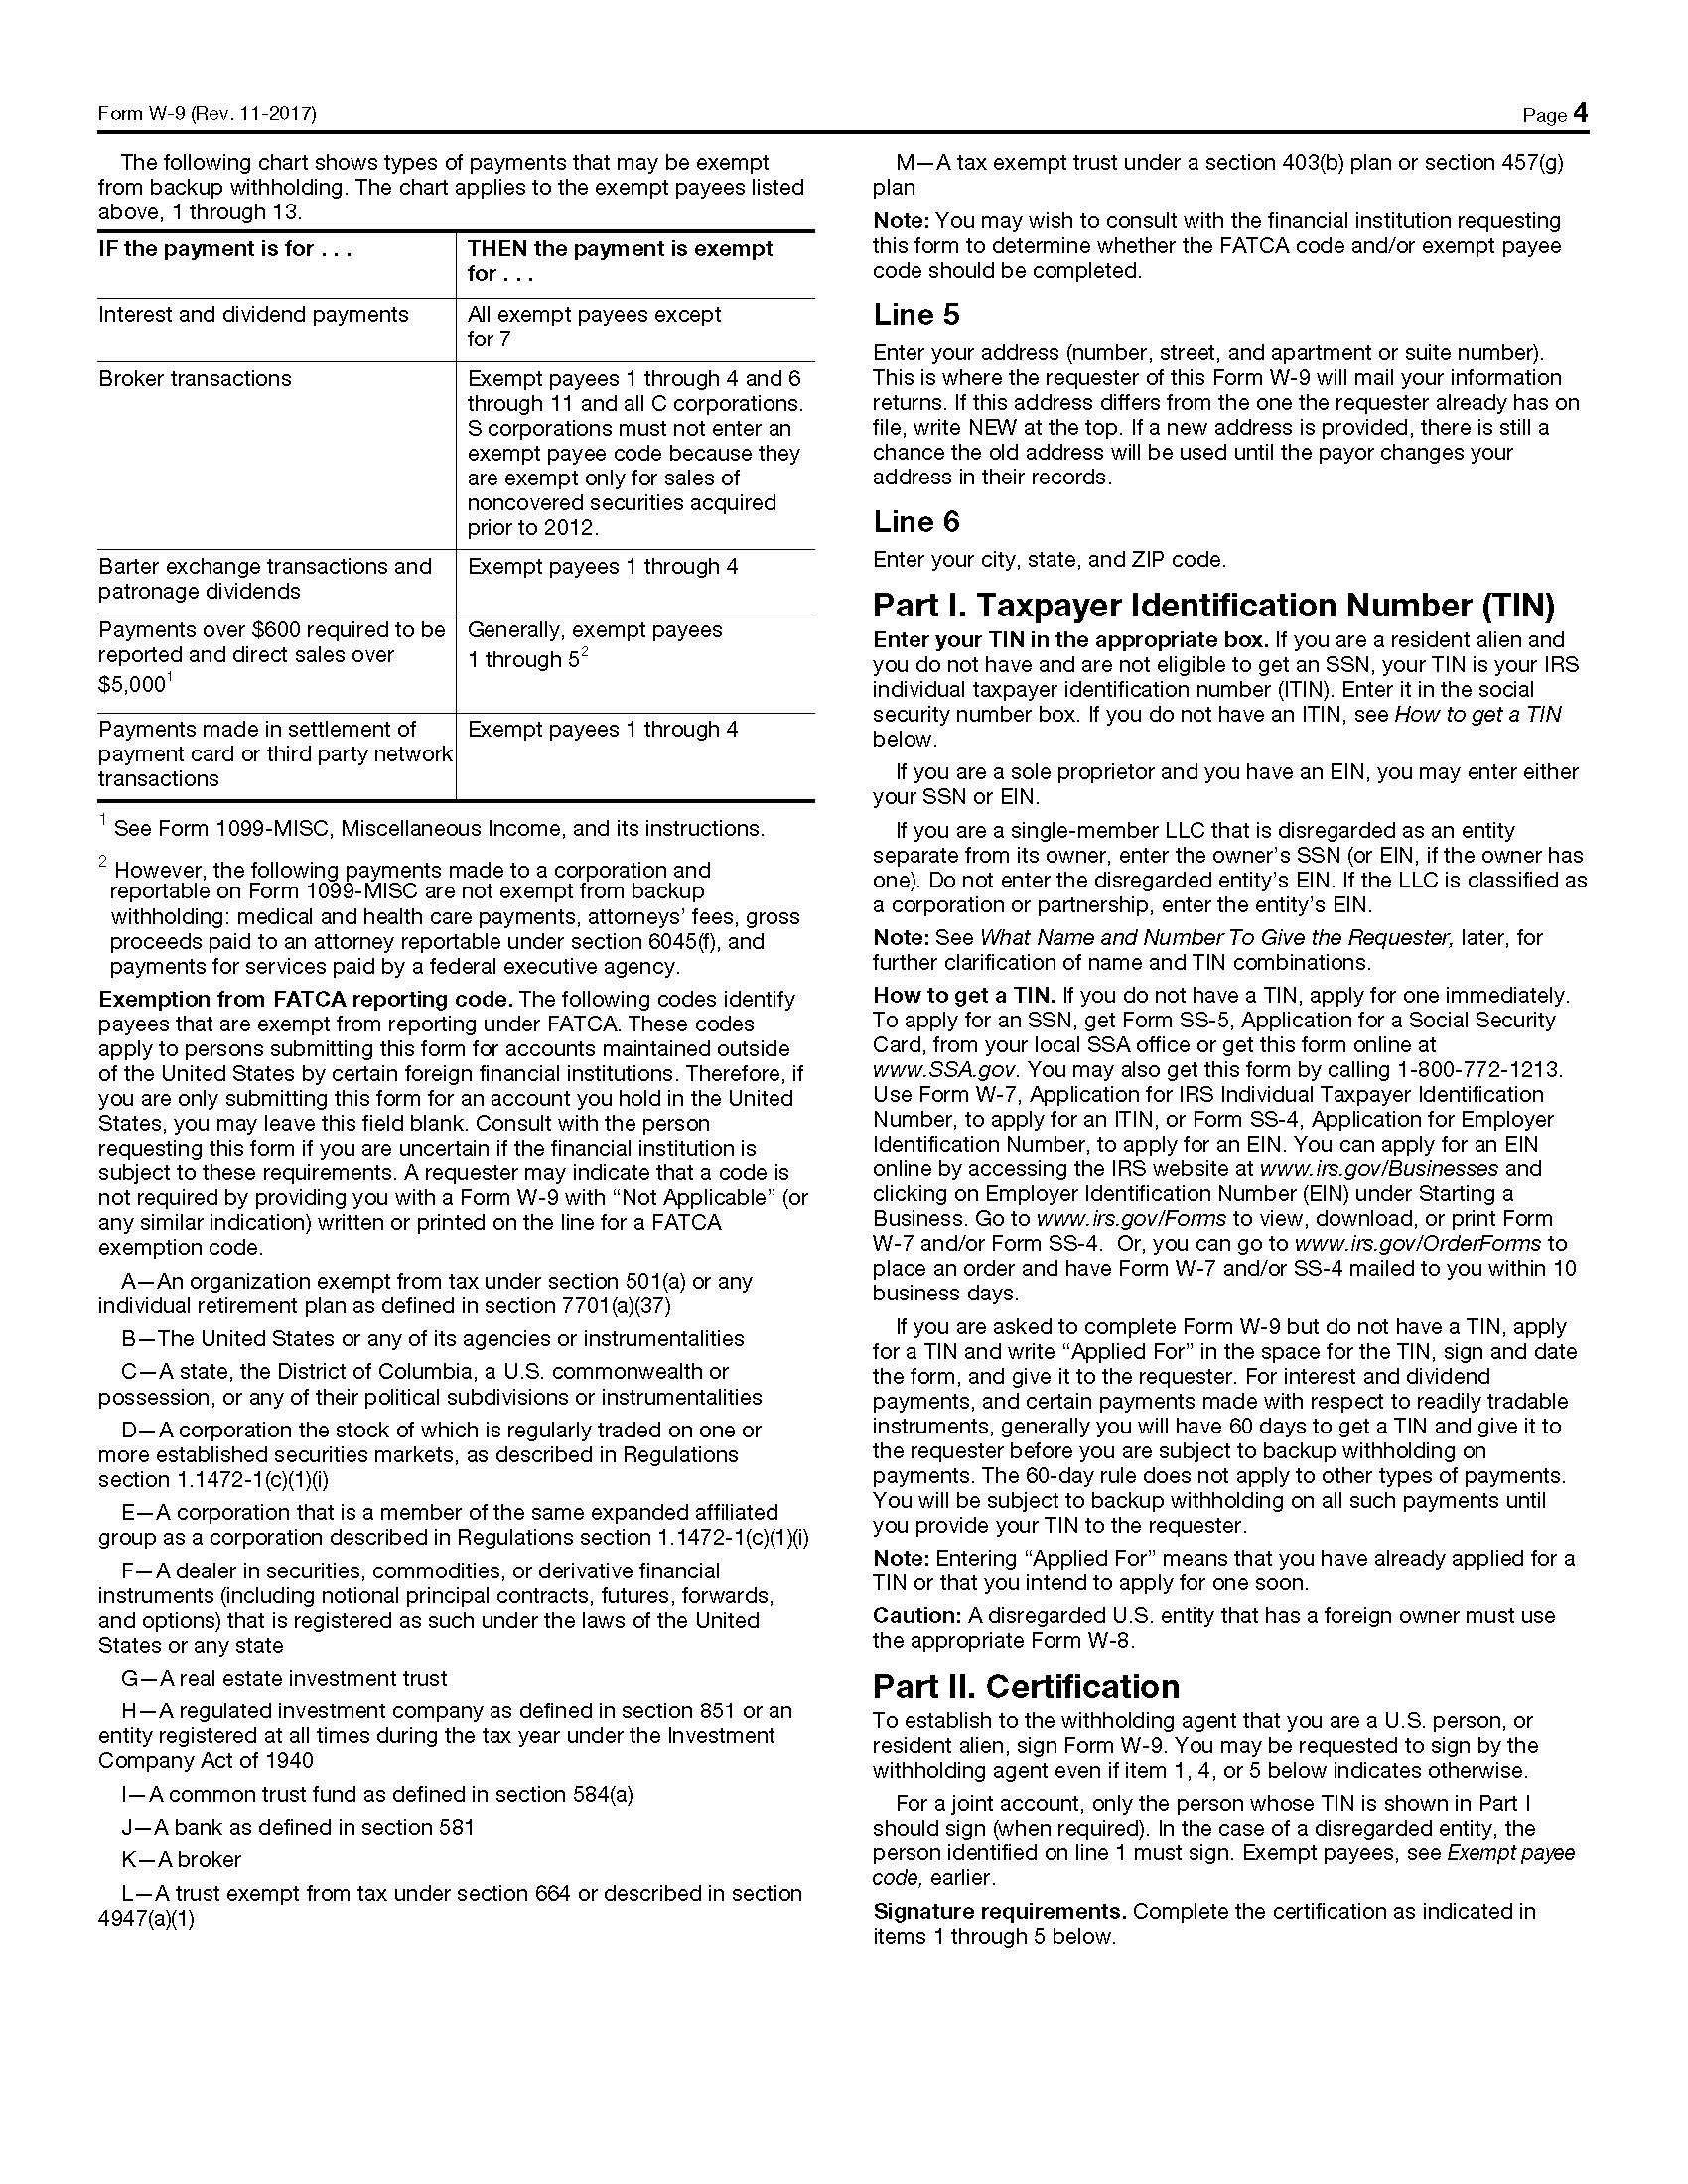 Form W-9 (Rev. 11-2017)
Page 4
The following chart shows types of payments that may be exempt
from backup withholding. The chart applies to the exempt payees listed
above, 1 through 13.
IF the payment is for . . .
THEN the payment is exempt
for . . .
Interest and dividend payments
All exempt payees except
for 7
Broker transactions
Exempt payees 1 through 4 and 6
through 11 and all C corporations.
S corporations must not enter an
exempt payee code because they
are exempt only for sales of
noncovered securities acquired
prior to 2012.
Barter exchange transactions and
patronage dividends
Exempt payees 1 through 4
Payments over $600 required to be
reported and direct sales over
$5,000¹
Generally, exempt payees
1 through 5²
Payments made in settlement of
payment card or third party network
transactions
Exempt payees 1 through 4
¹ See Form 1099-MISC, Miscellaneous Income, and its instructions.
² However, the following payments made to a corporation and
reportable on Form 1099-MISC are not exempt from backup
withholding: medical and health care payments, attorneys’ fees, gross
proceeds paid to an attorney reportable under section 6045(f), and
payments for services paid by a federal executive agency.
Exemption from FATCA reporting code. The following codes identify
payees that are exempt from reporting under FATCA. These codes
apply to persons submitting this form for accounts maintained outside
of the United States by certain foreign financial institutions. Therefore, if
you are only submitting this form for an account you hold in the United
States, you may leave this field blank. Consult with the person
requesting this form if you are uncertain if the financial institution is
subject to these requirements. A requester may indicate that a code is
not required by providing you with a Form W-9 with “Not Applicable” (or
any similar indication) written or printed on the line for a FATCA
exemption code.
A—An organization exempt from tax under section 501(a) or any
individual retirement plan as defined in section 7701(a)(37)
B—The United States or any of its agencies or instrumentalities
C—A state, the District of Columbia, a U.S. commonwealth or
possession, or any of their political subdivisions or instrumentalities
D—A corporation the stock of which is regularly traded on one or
more established securities markets, as described in Regulations
section 1.1472-1(c)(1)(i)
E—A corporation that is a member of the same expanded affiliated
group as a corporation described in Regulations section 1.1472-1(c)(1)(i)
F—A dealer in securities, commodities, or derivative financial
instruments (including notional principal contracts, futures, forwards,
and options) that is registered as such under the laws of the United
States or any state
G—A real estate investment trust
H—A regulated investment company as defined in section 851 or an
entity registered at all times during the tax year under the Investment
Company Act of 1940
I—A common trust fund as defined in section 584(a)
J—A bank as defined in section 581
K—A broker
L—A trust exempt from tax under section 664 or described in section
4947(a)(1)
M—A tax exempt trust under a section 403(b) plan or section 457(g)
plan
Note: You may wish to consult with the financial institution requesting
this form to determine whether the FATCA code and/or exempt payee
code should be completed.
Line 5
Enter your address (number, street, and apartment or suite number).
This is where the requester of this Form W-9 will mail your information
returns. If this address differs from the one the requester already has on
file, write NEW at the top. If a new address is provided, there is still a
chance the old address will be used until the payor changes your
address in their records.
Line 6
Enter your city, state, and ZIP code.
Part I. Taxpayer Identification Number (TIN)
Enter your TIN in the appropriate box. If you are a resident alien and
you do not have and are not eligible to get an SSN, your TIN is your IRS
individual taxpayer identification number (ITIN). Enter it in the social
security number box. If you do not have an ITIN, see How to get a TIN
below.
If you are a sole proprietor and you have an EIN, you may enter either
your SSN or EIN.
If you are a single-member LLC that is disregarded as an entity
separate from its owner, enter the owner’s SSN (or EIN, if the owner has
one). Do not enter the disregarded entity’s EIN. If the LLC is classified as
a corporation or partnership, enter the entity’s EIN.
Note: See What Name and Number To Give the Requester, later, for
further clarification of name and TIN combinations.
How to get a TIN. If you do not have a TIN, apply for one immediately.
To apply for an SSN, get Form SS-5, Application for a Social Security
Card, from your local SSA office or get this form online at
www.SSA.gov. You may also get this form by calling 1-800-772-1213.
Use Form W-7, Application for IRS Individual Taxpayer Identification
Number, to apply for an ITIN, or Form SS-4, Application for Employer
Identification Number, to apply for an EIN. You can apply for an EIN
online by accessing the IRS website at www.irs.gov/Businesses and
clicking on Employer Identification Number (EIN) under Starting a
Business. Go to www.irs.gov/Forms to view, download, or print Form
W-7 and/or Form SS-4. Or, you can go to www.irs.gov/OrderForms to
place an order and have Form W-7 and/or SS-4 mailed to you within 10
business days.
If you are asked to complete Form W-9 but do not have a TIN, apply
for a TIN and write “Applied For” in the space for the TIN, sign and date
the form, and give it to the requester. For interest and dividend
payments, and certain payments made with respect to readily tradable
instruments, generally you will have 60 days to get a TIN and give it to
the requester before you are subject to backup withholding on
payments. The 60-day rule does not apply to other types of payments.
You will be subject to backup withholding on all such payments until
you provide your TIN to the requester.
Note: Entering “Applied For” means that you have already applied for a
TIN or that you intend to apply for one soon.
Caution: A disregarded U.S. entity that has a foreign owner must use
the appropriate Form W-8.
Part II. Certification
To establish to the withholding agent that you are a U.S. person, or
resident alien, sign Form W-9. You may be requested to sign by the
withholding agent even if item 1, 4, or 5 below indicates otherwise.
For a joint account, only the person whose TIN is shown in Part I
should sign (when required). In the case of a disregarded entity, the
person identified on line 1 must sign. Exempt payees, see Exempt payee
code, earlier.
Signature requirements. Complete the certification as indicated in
items 1 through 5 below.